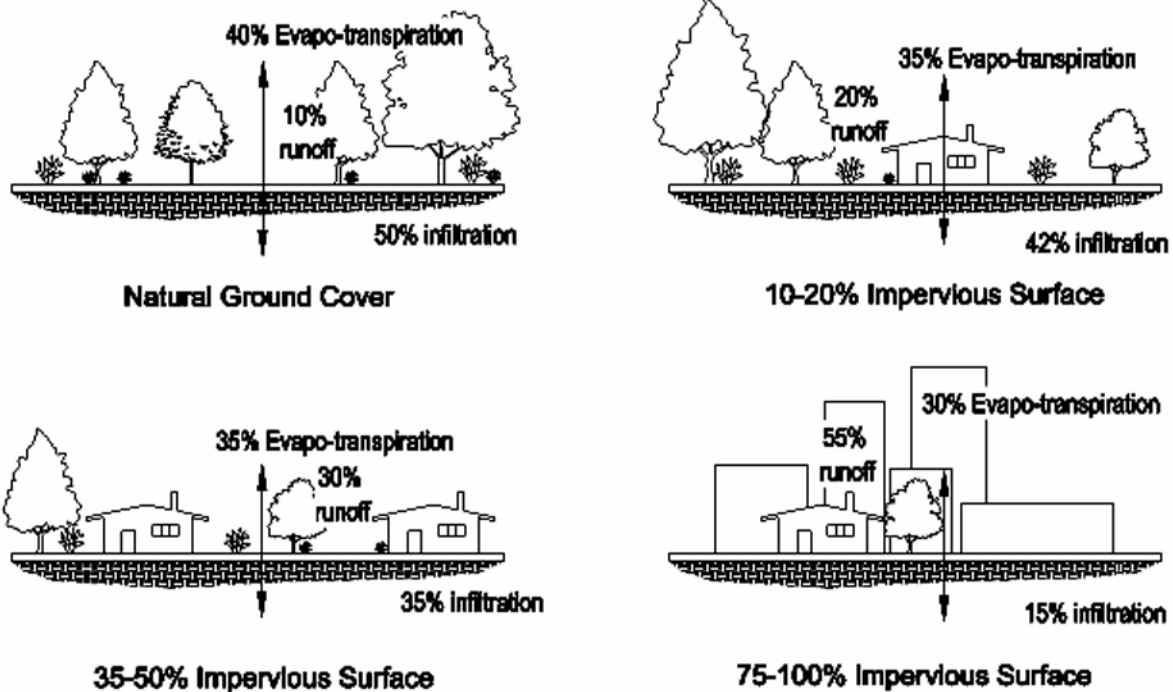 40% Evapo-transpiration
10%
runoff
50% infiltration
Natural Ground Cover
35% Evapo-transpiration
20%
runoff
42% infiltration
10-20% Impervious Surface
35% Evapo-transpiration
30%
runoff
35% infiltration
35-50% Impervious Surface
30% Evapo-transpiration
55%
runoff
15% infiltration
75-100% Impervious Surface